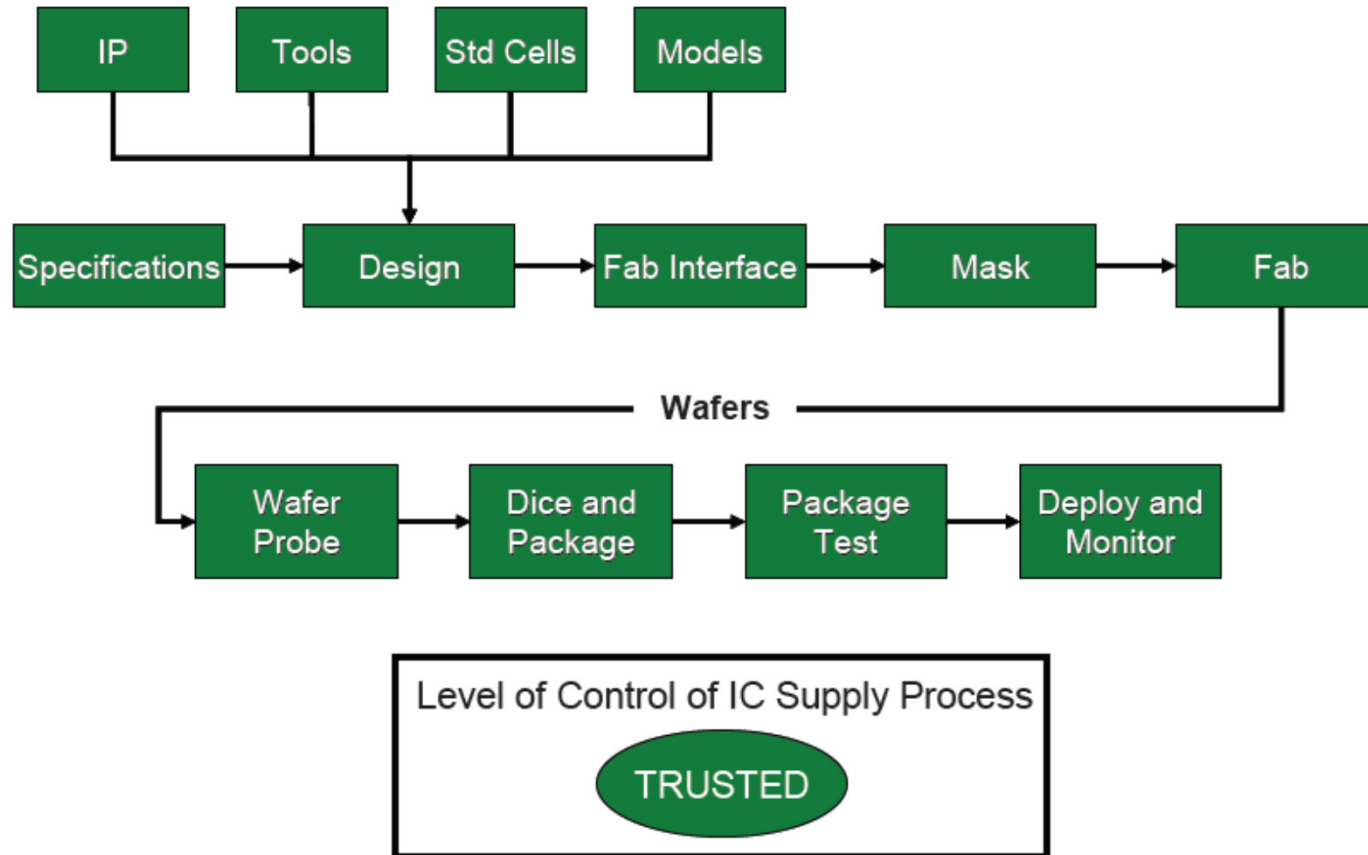 IP
Tools
Std Cells
Models
Specifications
Design
Fab Interface
Mask
Fab
Wafers
Wafer
Probe
Dice and
Package
Package
Test
Deploy and
Monitor
Level of Control of IC Supply Process
TRUSTED